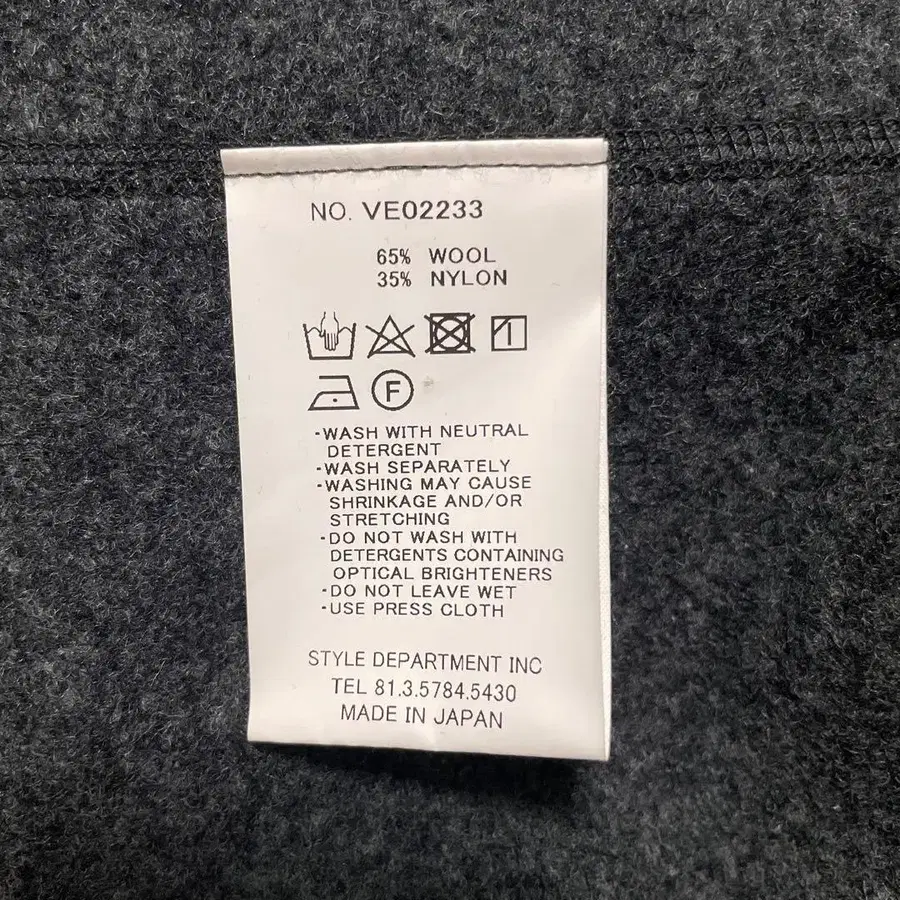 NO. VE02233
65% WOOL
35% NYLON
F
-WASH WITH NEUTRAL
DETERGENT
-WASH SEPARATELY
-WASHING MAY CAUSE
SHRINKAGE AND/OR
STRETCHING
-DO NOT WASH WITH
DETERGENTS CONTAINING
OPTICAL BRIGHTENERS
-DO NOT LEAVE WET
-USE PRESS CLOTH
STYLE DEPARTMENT INC
TEL 81.3.5784.5430
MADE IN JAPAN